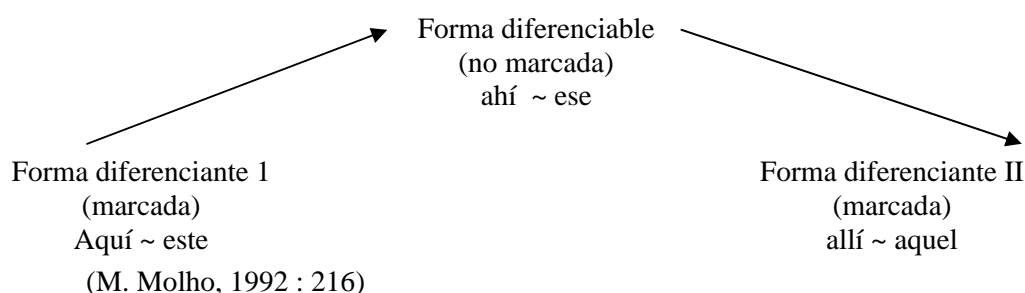 Forma diferenciable
(no marcada)
ahí ~ ese
Forma diferenciante 1
(marcada)
Aquí ~ este
(M. Molho, 1992 : 216)
Forma diferenciante II
(marcada)
allí ~ aquel